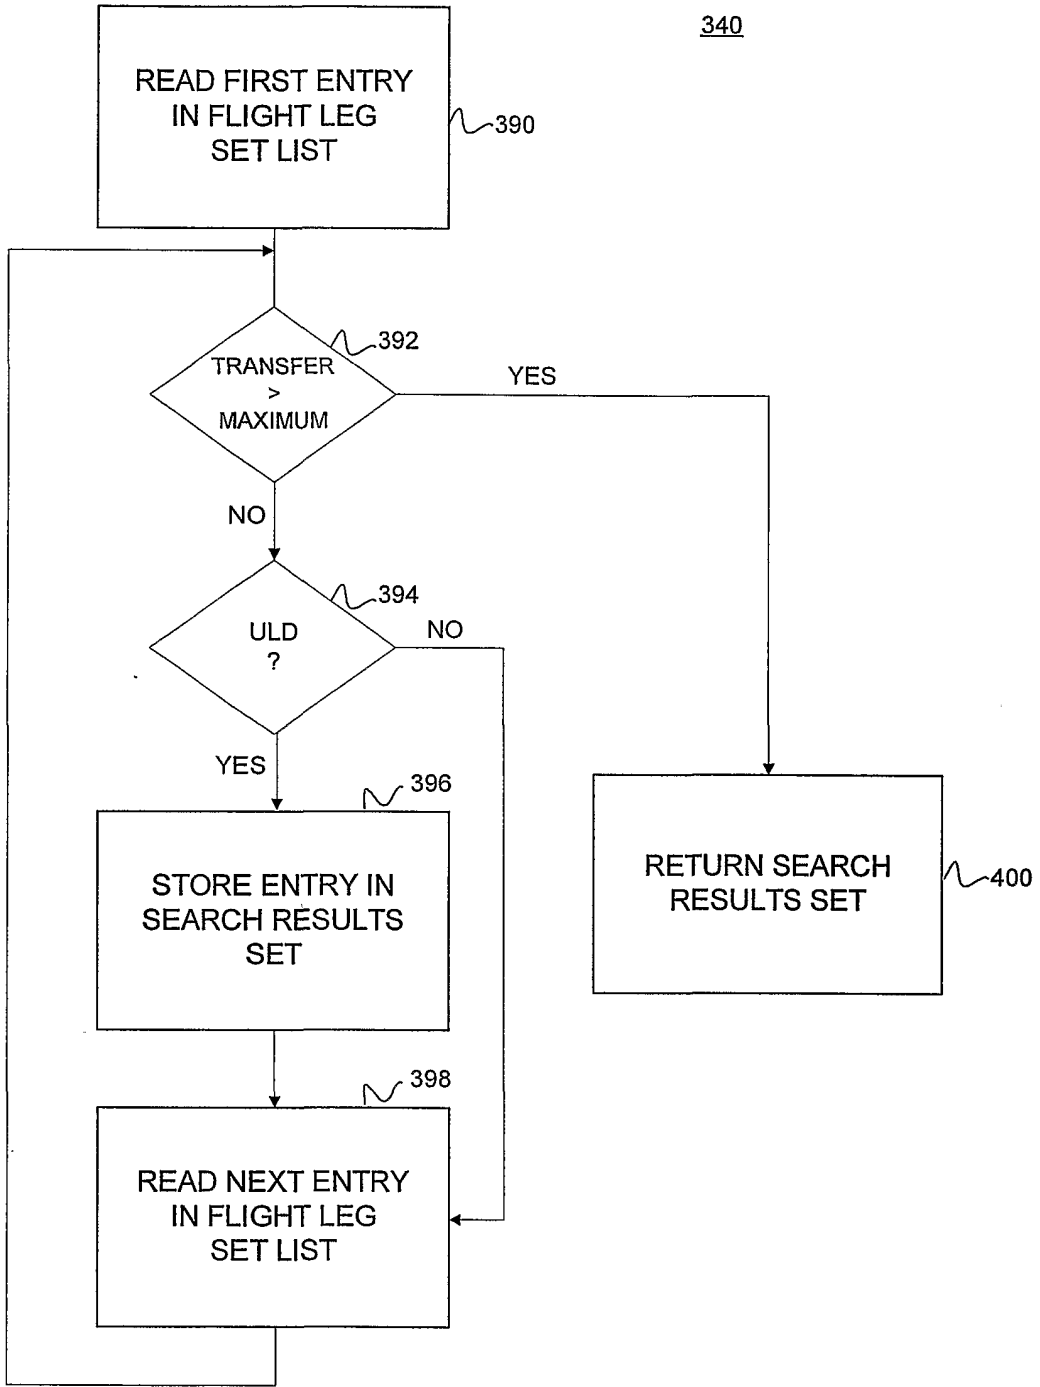 340
READ FIRST ENTRY
IN FLIGHT LEG
SET LIST
390
392
TRANSFER
>
MAXIMUM
YES
NO
394
ULD
?
NO
YES
396
STORE ENTRY IN
SEARCH RESULTS
SET
RETURN SEARCH
RESULTS SET
400
398
READ NEXT ENTRY
IN FLIGHT LEG
SET LIST